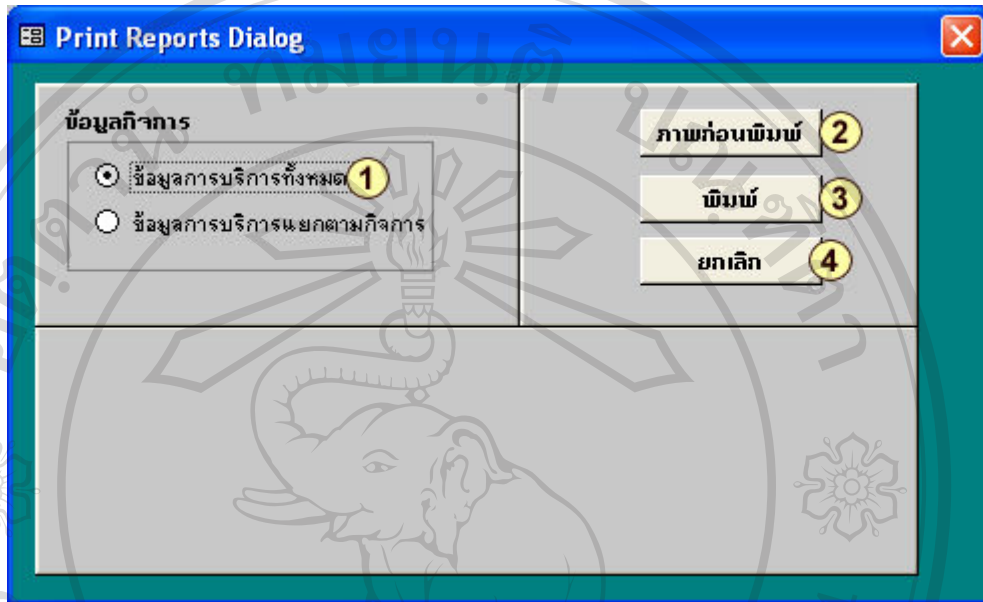 Print Reports Dialog
ข้อมูลกิจการ
ข้อมูลการบริการทั้งหมด 1
ข้อมูลการบริการแยกตามกิจการ
ภาพก่อนพิมพ์ 2
พิมพ์ 3
ยกเลิก 4